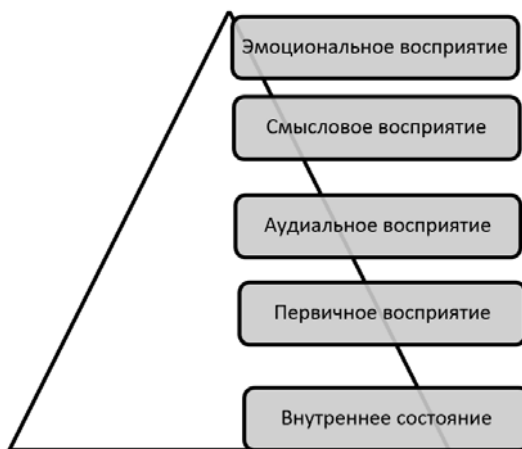 Эмоциональное восприятие
Смысловое восприятие
Аудиальное восприятие
Первичное восприятие
Внутреннее состояние